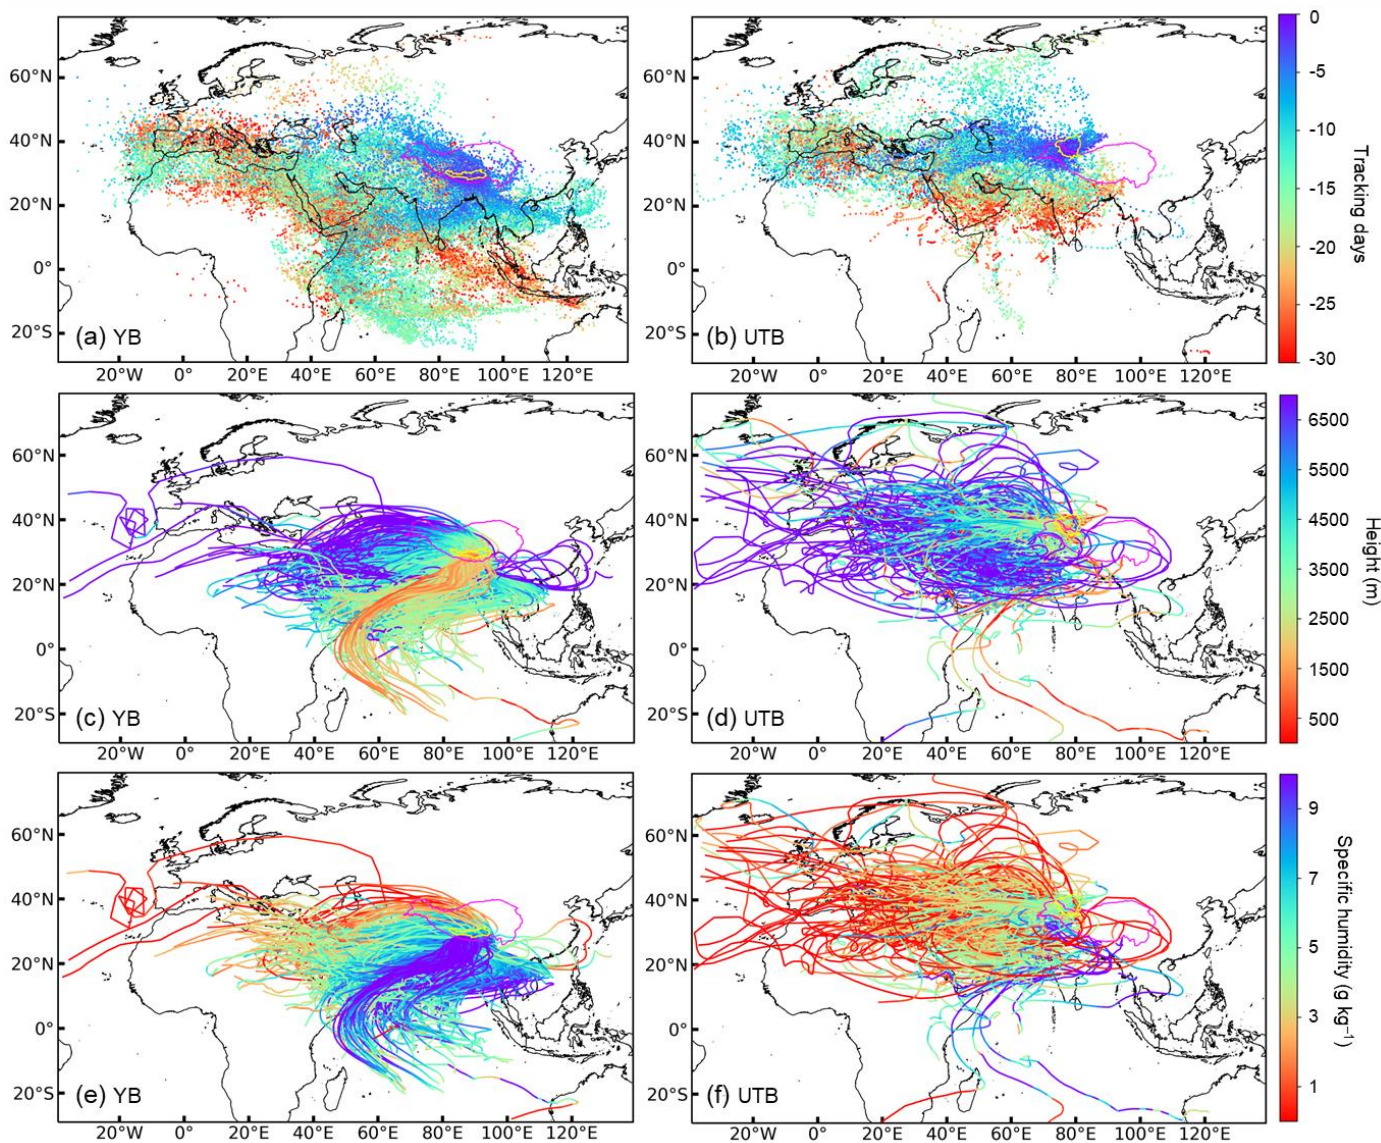 60°N
40°N
20°N
0°
20°S
(a) YB
20°W 0° 20°E 40°E 60°E 80°E 100°E 120°E
60°N
40°N
20°N
0°
20°S
(b) UTB
20°W 0° 20°E 40°E 60°E 80°E 100°E 120°E
0
-5
-10
-15
-20
-25
-30
Tracking days
60°N
40°N
20°N
0°
20°S
(c) YB
20°W 0° 20°E 40°E 60°E 80°E 100°E 120°E
60°N
40°N
20°N
0°
20°S
(d) UTB
20°W 0° 20°E 40°E 60°E 80°E 100°E 120°E
6500
5500
4500
3500
2500
1500
500
Height (m)
60°N
40°N
20°N
0°
20°S
(e) YB
20°W 0° 20°E 40°E 60°E 80°E 100°E 120°E
60°N
40°N
20°N
0°
20°S
(f) UTB
20°W 0° 20°E 40°E 60°E 80°E 100°E 120°E
9
7
5
3
1
Specific humidity (g kg⁻¹)